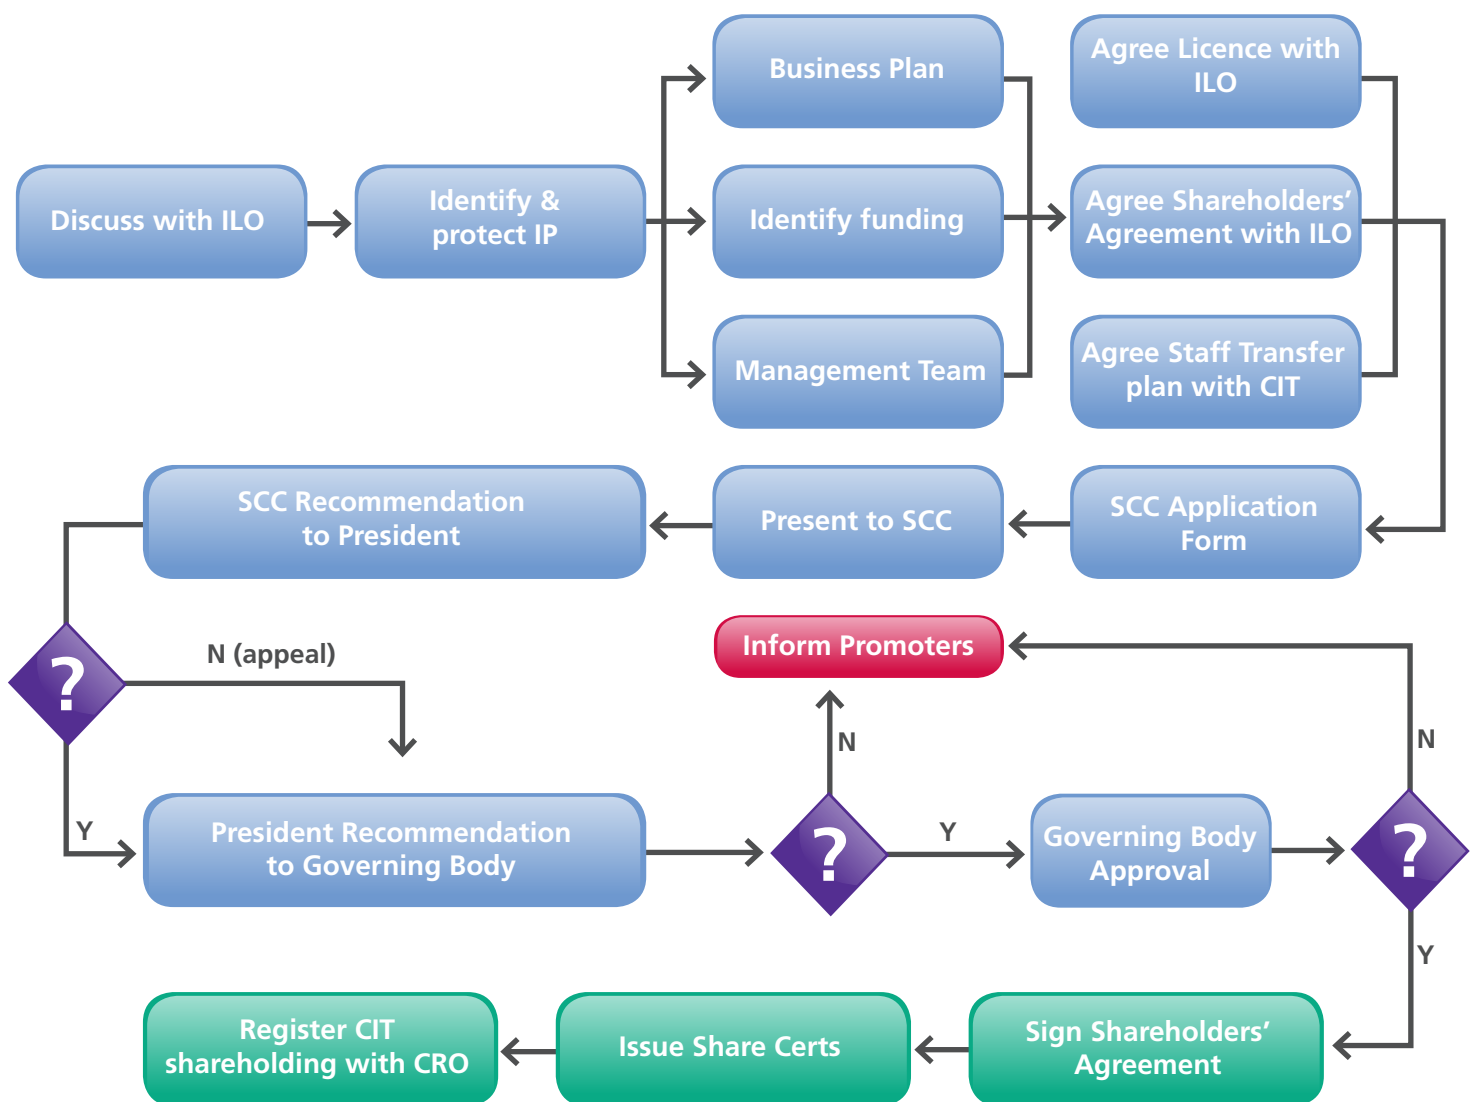 Business Plan
Agree Licence with
ILO
Discuss with ILO
Identify &
protect IP
Identify funding
Agree Shareholders’
Agreement with ILO
Management Team
Agree Staff Transfer
plan with CIT
SCC Recommendation
to President
Present to SCC
SCC Application
Form
?
N (appeal)
Inform Promoters
N
N
Y
President Recommendation
to Governing Body
?
Y
Governing Body
Approval
?
Y
Register CIT
shareholding with CRO
Issue Share Certs
Sign Shareholders’
Agreement